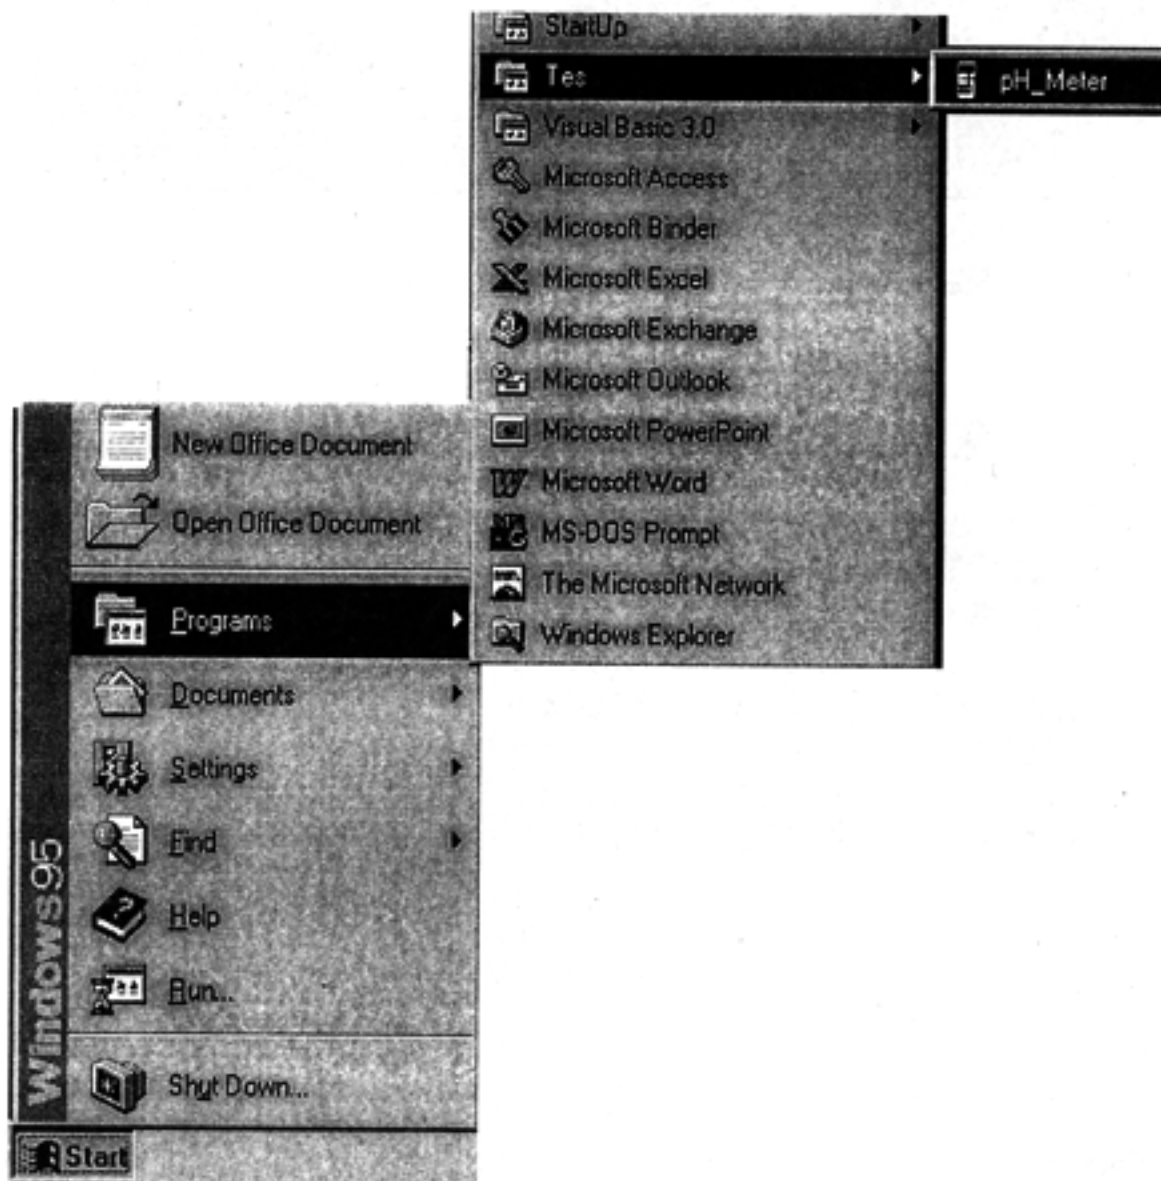 StartUp
Tes
pH_Meter
Visual Basic 3.0
Microsoft Access
Microsoft Binder
Microsoft Excel
Microsoft Exchange
Microsoft Outlook
Microsoft PowerPoint
Microsoft Word
MS-DOS Prompt
The Microsoft Network
Windows Explorer
New Office Document
Open Office Document
Programs
Documents
Settings
Find
Help
Run...
Shut Down...
Windows95
Start